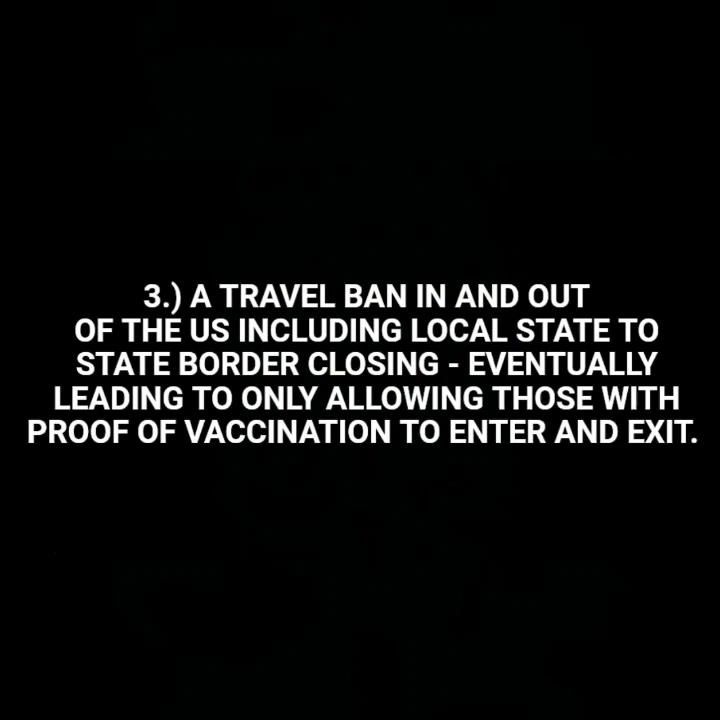 3.) A TRAVEL BAN IN AND OUT
OF THE US INCLUDING LOCAL STATE TO
STATE BORDER CLOSING - EVENTUALLY
LEADING TO ONLY ALLOWING THOSE WITH
PROOF OF VACCINATION TO ENTER AND EXIT.